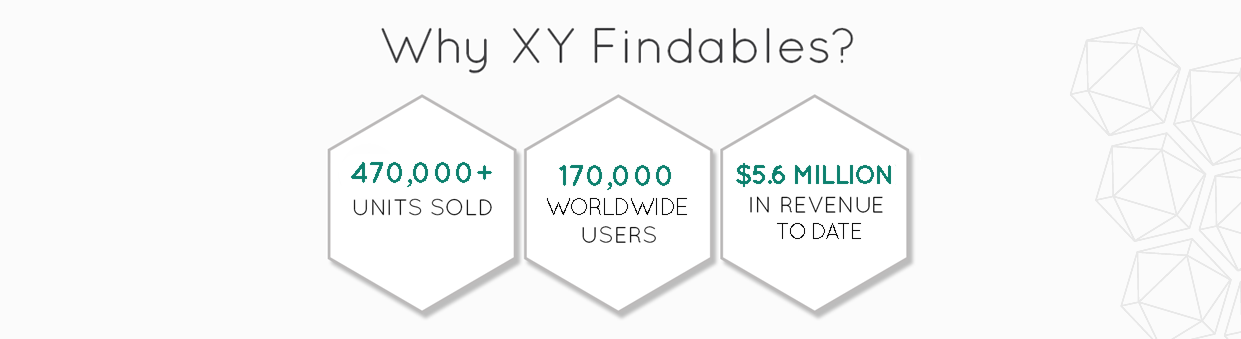 Why XY Findables?
470,000+
UNITS SOLD
170,000
WORLDWIDE
USERS
$5.6 MILLION
IN REVENUE
TO DATE